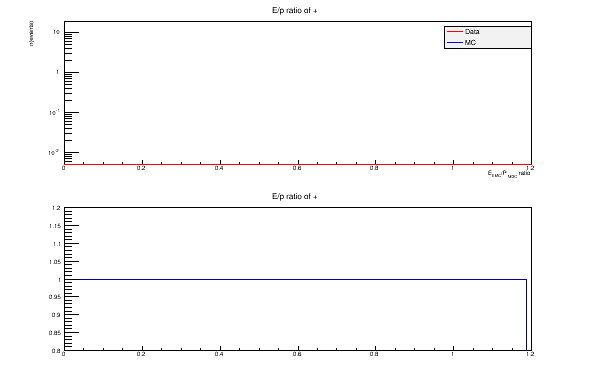 E/p ratio of +
n(events)
Data
MC
10
1
10⁻¹
10⁻²
0 0.2 0.4 0.6 0.8 1 1.2
E EMC/P MDC ratio
E/p ratio of +
1.2
1.15
1.1
1.05
1
0.95
0.9
0.85
0.8
0 0.2 0.4 0.6 0.8 1 1.2